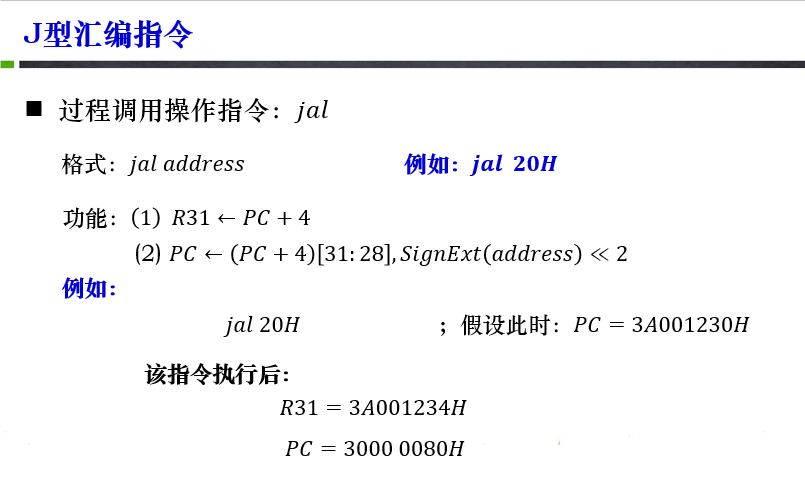 J型汇编指令
■ 过程调用操作指令：jal
格式：jal address 例如：jal 20H
功能：(1) R31 ← PC + 4
(2) PC ← (PC + 4)[31: 28], SignExt(address) ≪ 2
例如：
jal 20H ；假设此时：PC = 3A001230H
该指令执行后：
R31 = 3A001234H
PC = 3000 0080H